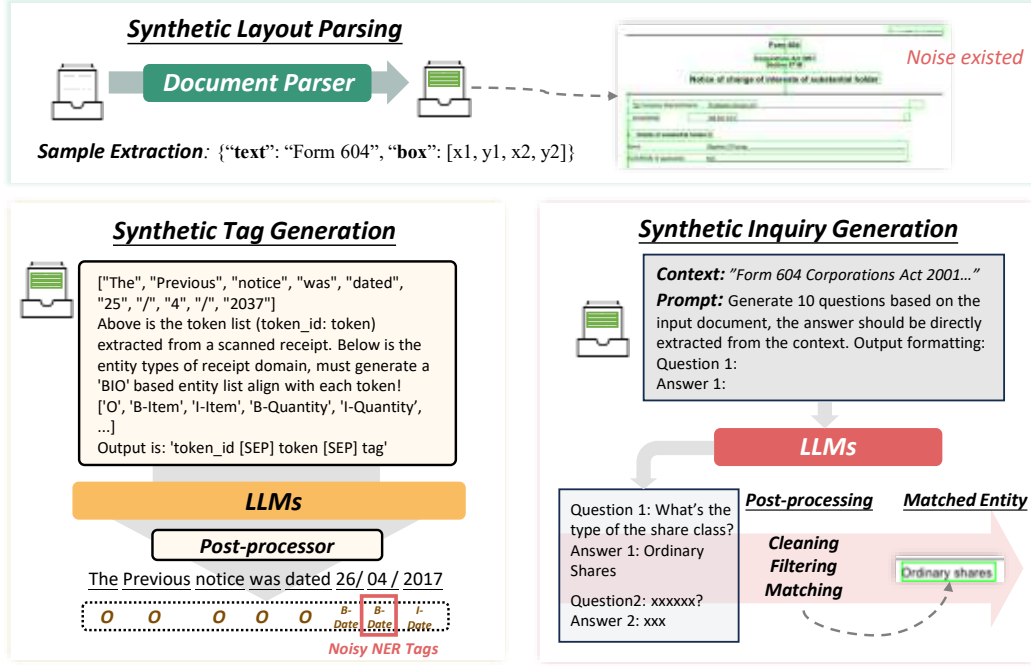 Synthetic Layout Parsing
Document Parser
Noise existed
Form 604
Corporations Act 2001
Section 671B
Notice of change of interests of substantial holder
Sample Extraction: {“text”: “Form 604”, “box”: [x1, y1, x2, y2]}
Synthetic Tag Generation
["The", "Previous", "notice", "was", "dated",
"25", "/", "4", "/", "2037"]
Above is the token list (token_id: token)
extracted from a scanned receipt. Below is the
entity types of receipt domain, must generate a
'BIO' based entity list align with each token!
['O', 'B-Item', 'I-Item', 'B-Quantity', 'I-Quantity’,
...]
Output is: 'token_id [SEP] token [SEP] tag'
LLMs
Post-processor
The Previous notice was dated 26/ 04 / 2017
O O O O O B-Date B-Date I-Date
Noisy NER Tags
Synthetic Inquiry Generation
Context: ”Form 604 Corporations Act 2001…”
Prompt: Generate 10 questions based on the
input document, the answer should be directly
extracted from the context. Output formatting:
Question 1:
Answer 1:
LLMs
Question 1: What’s the
type of the share class?
Answer 1: Ordinary
Shares
Question2: xxxxxx?
Answer 2: xxx
Post-processing
Cleaning
Filtering
Matching
Matched Entity
Ordinary shares